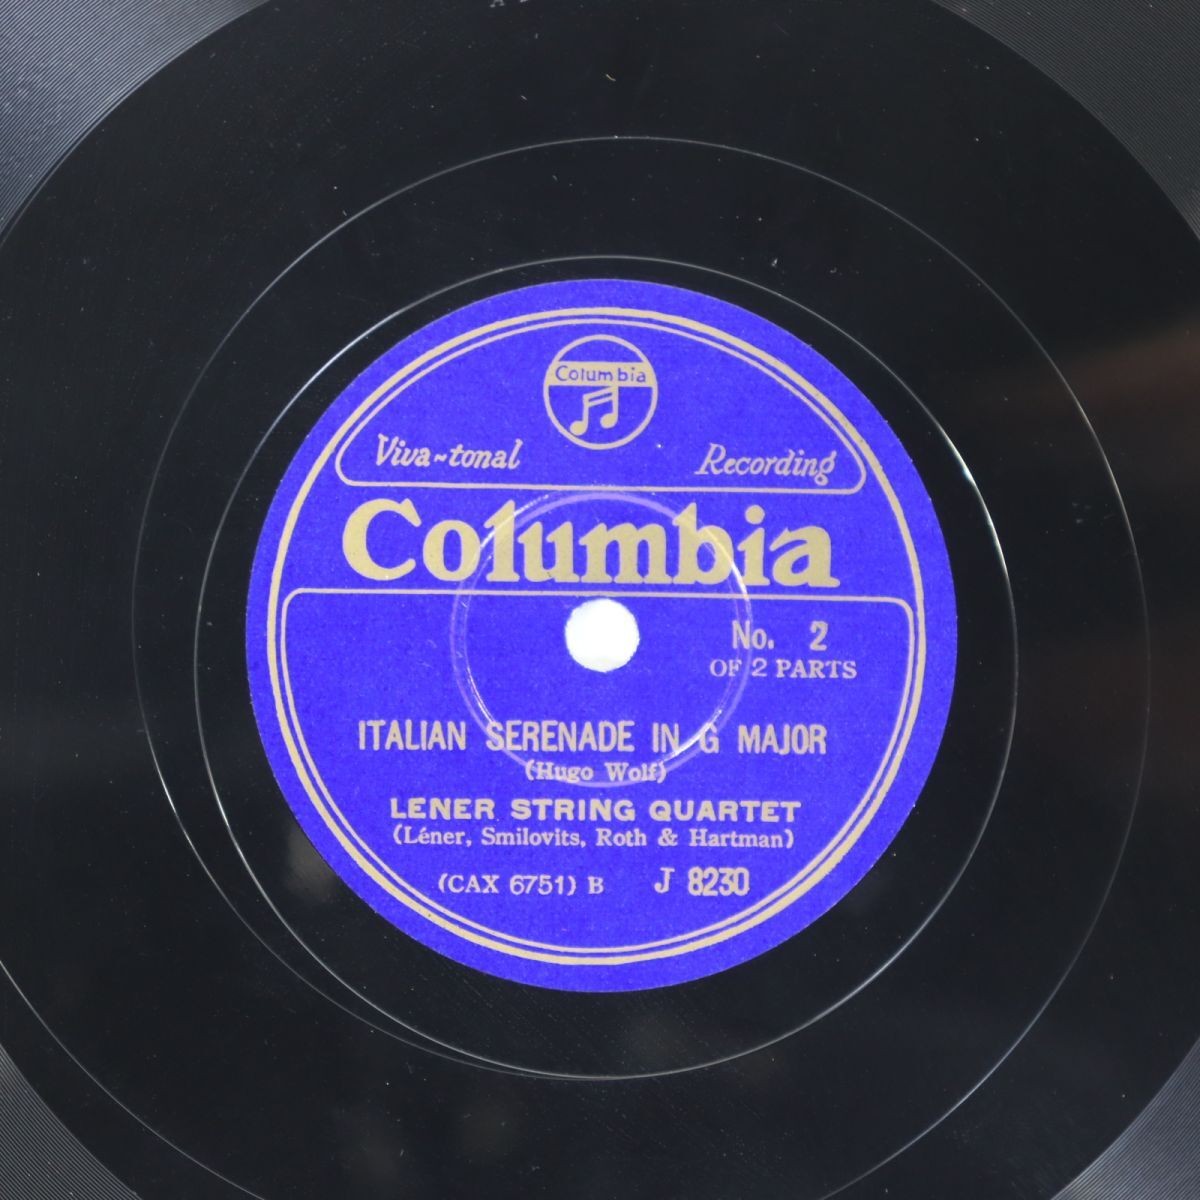 Columbia
Viva-tonal Recording
Columbia
No. 2
OF 2 PARTS
ITALIAN SERENADE IN G MAJOR
(Hugo Wolf)
LENER STRING QUARTET
(Léner, Smilovits, Roth & Hartman)
(CAX 6751) B J 8230